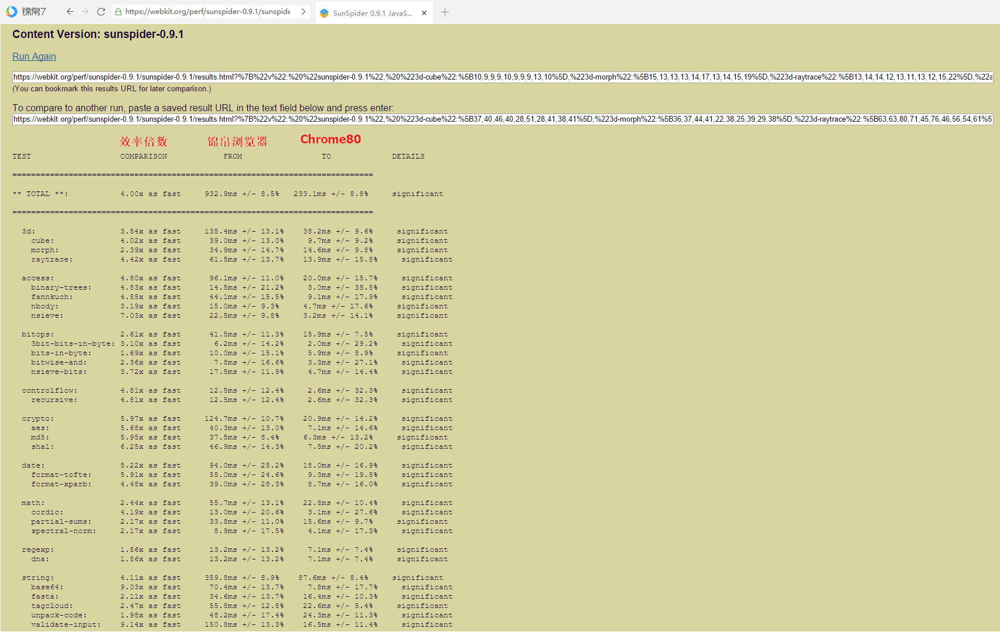 锦帛7 https://webkit.org/perf/sunspider-0.9.1/sunspide SunSpider 0.9.1 JavaS...
Content Version: sunspider-0.9.1
Run Again
https://webkit.org/perf/sunspider-0.9.1/sunspider-0.9.1/results.html?%7B%22v%22:%20%22sunspider-0.9.1%22,%20%223d-cube%22:%5B10,9,9,9,10,9,9,9,13,10%5D,%223d-morph%22:%5B15,13,13,13,14,17,13,14,15,19%5D,%223d-raytrace%22:%5B13,14,14,12,13,11,13,12,15,22%5D,%22a
(You can bookmark this results URL for later comparison.)
To compare to another run, paste a saved result URL in the text field below and press enter:
https://webkit.org/perf/sunspider-0.9.1/sunspider-0.9.1/results.html?%7B%22v%22:%20%22sunspider-0.9.1%22,%20%223d-cube%22:%5B37,40,46,40,28,51,28,41,38,41%5D,%223d-morph%22:%5B36,37,44,41,22,38,25,39,29,38%5D,%223d-raytrace%22:%5B63,63,80,71,45,76,46,56,54,61%5
效率倍数 锦帛浏览器 Chrome80
TEST COMPARISON FROM TO DETAILS
=============================================================================
** TOTAL **: 4.00x as fast 932.9ms +/- 8.5% 233.1ms +/- 8.8% significant
=============================================================================
3d: 3.54x as fast 135.4ms +/- 13.1% 38.2ms +/- 9.6% significant
cube: 4.02x as fast 39.0ms +/- 13.0% 9.7ms +/- 9.2% significant
morph: 2.39x as fast 34.9ms +/- 14.7% 14.6ms +/- 9.8% significant
raytrace: 4.42x as fast 61.5ms +/- 13.7% 13.9ms +/- 15.8% significant
access: 4.80x as fast 96.1ms +/- 11.0% 20.0ms +/- 15.7% significant
binary-trees: 4.83x as fast 14.5ms +/- 21.2% 3.0ms +/- 35.5% significant
fannkuch: 4.85x as fast 44.1ms +/- 15.5% 9.1ms +/- 17.9% significant
nbody: 3.19x as fast 15.0ms +/- 9.3% 4.7ms +/- 17.6% significant
nsieve: 7.03x as fast 22.5ms +/- 9.8% 3.2ms +/- 14.1% significant
bitops: 2.61x as fast 41.5ms +/- 11.3% 15.9ms +/- 7.5% significant
3bit-bits-in-byte: 3.10x as fast 6.2ms +/- 14.2% 2.0ms +/- 29.2% significant
bits-in-byte: 1.69x as fast 10.0ms +/- 15.1% 5.9ms +/- 8.9% significant
bitwise-and: 2.36x as fast 7.8ms +/- 16.6% 3.3ms +/- 27.1% significant
nsieve-bits: 3.72x as fast 17.5ms +/- 11.9% 4.7ms +/- 14.4% significant
controlflow: 4.81x as fast 12.5ms +/- 12.4% 2.6ms +/- 32.3% significant
recursive: 4.81x as fast 12.5ms +/- 12.4% 2.6ms +/- 32.3% significant
crypto: 5.97x as fast 124.7ms +/- 10.7% 20.9ms +/- 14.2% significant
aes: 5.68x as fast 40.3ms +/- 13.0% 7.1ms +/- 14.6% significant
md5: 5.95x as fast 37.5ms +/- 8.4% 6.3ms +/- 13.2% significant
sha1: 6.25x as fast 46.9ms +/- 14.3% 7.5ms +/- 20.2% significant
date: 5.22x as fast 94.0ms +/- 25.2% 18.0ms +/- 16.9% significant
format-tofte: 5.91x as fast 55.0ms +/- 24.6% 9.3ms +/- 19.5% significant
format-xparb: 4.48x as fast 39.0ms +/- 28.3% 8.7ms +/- 16.0% significant
math: 2.44x as fast 55.7ms +/- 13.1% 22.8ms +/- 10.4% significant
cordic: 4.19x as fast 13.0ms +/- 20.6% 3.1ms +/- 27.6% significant
partial-sums: 2.17x as fast 33.8ms +/- 11.0% 15.6ms +/- 9.7% significant
spectral-norm: 2.17x as fast 8.9ms +/- 17.5% 4.1ms +/- 17.3% significant
regexp: 1.86x as fast 13.2ms +/- 13.2% 7.1ms +/- 7.4% significant
dna: 1.86x as fast 13.2ms +/- 13.2% 7.1ms +/- 7.4% significant
string: 4.11x as fast 359.8ms +/- 8.9% 87.6ms +/- 8.4% significant
base64: 9.03x as fast 70.4ms +/- 13.7% 7.8ms +/- 17.7% significant
fasta: 2.11x as fast 34.6ms +/- 13.7% 16.4ms +/- 10.3% significant
tagcloud: 2.47x as fast 55.8ms +/- 12.8% 22.6ms +/- 5.4% significant
unpack-code: 1.98x as fast 48.2ms +/- 17.4% 24.3ms +/- 11.3% significant
validate-input: 9.14x as fast 150.8ms +/- 13.3% 16.5ms +/- 11.4% significant